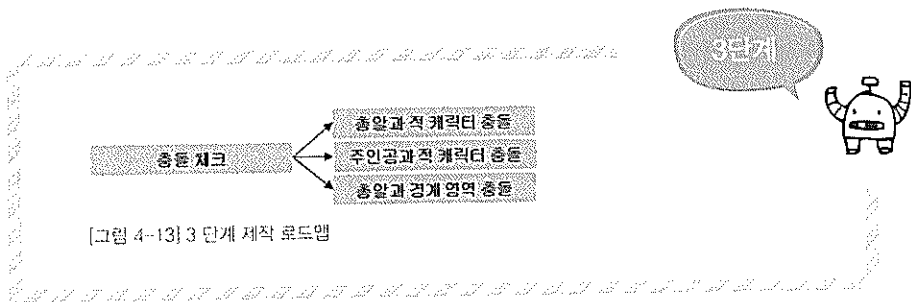 3단계
총알과 적 캐릭터 충돌
충돌 체크
주인공과 적 캐릭터 충돌
총알과 경계 영역 충돌
[그림 4-13] 3 단계 제작 로드맵